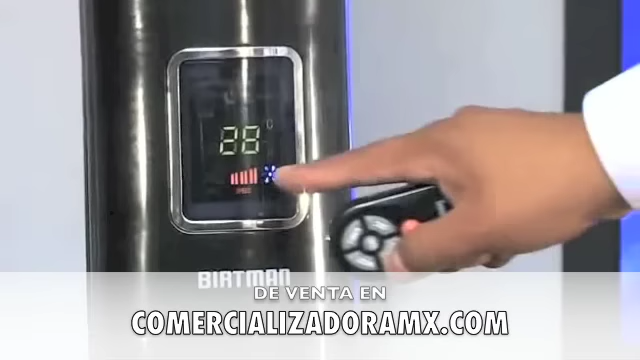 28
°C
BIRTMAN
DE VENTA EN
COMERCIALIZADORAMX.COM